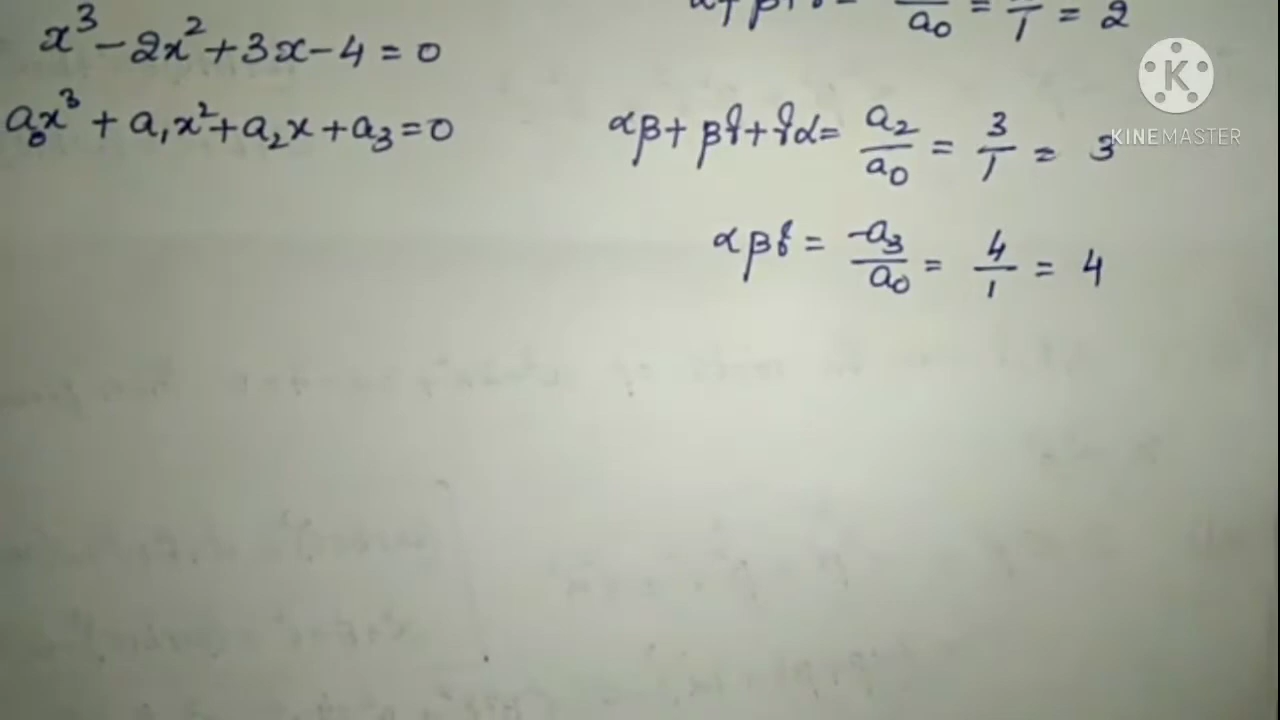 x³ - 2x² + 3x - 4 = 0
a₀x³ + a₁x² + a₂x + a₃ = 0
α + β + γ = /a₀ = /1 = 2
αβ + βγ + γα = a₂/a₀ = 3/1 = 3
αβγ = -a₃/a₀ = 4/1 = 4
K
KINEMASTER